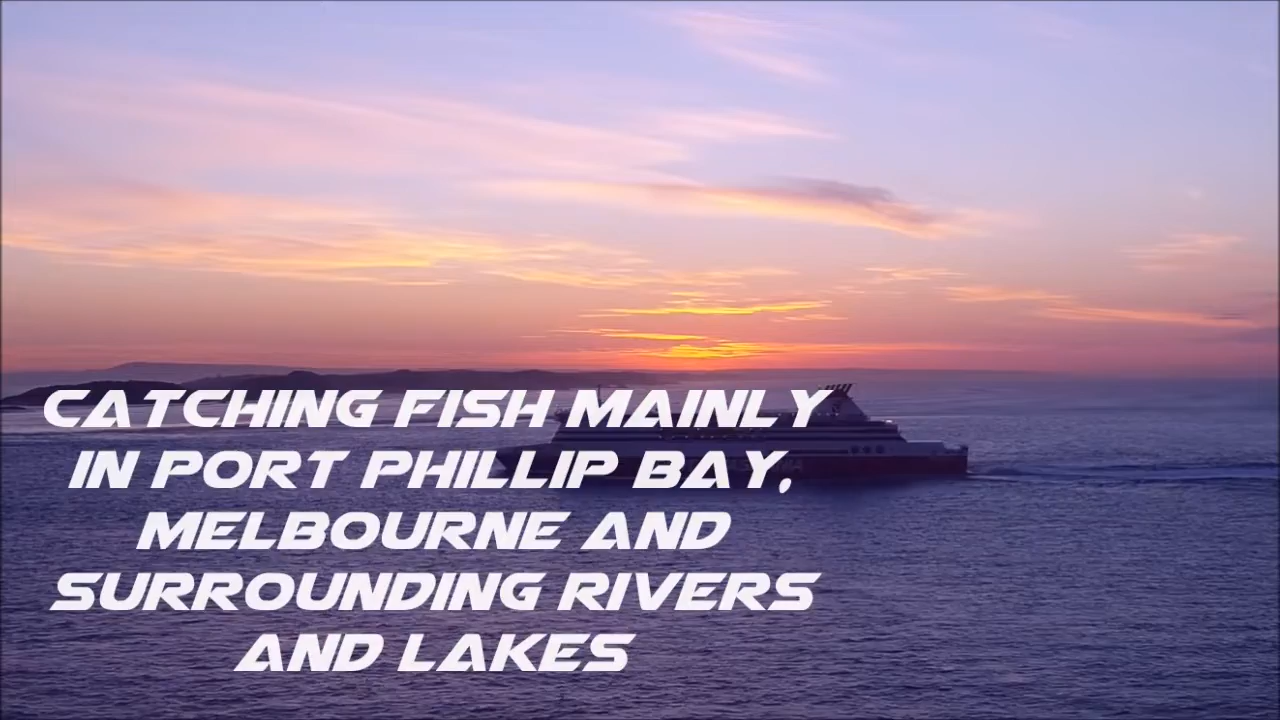 CATCHING FISH MAINLY
IN PORT PHILLIP BAY,
MELBOURNE AND
SURROUNDING RIVERS
AND LAKES